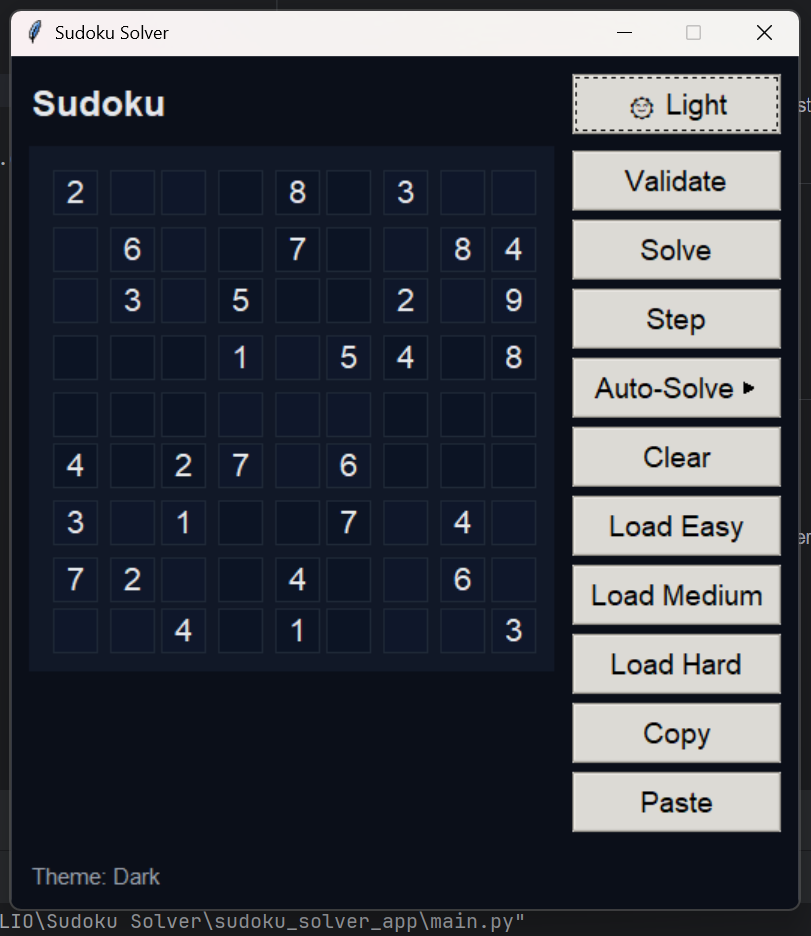 Sudoku Solver
Sudoku
Light
st
.
2 8 3
Validate
6 7 8 4
Solve
3 5 2 9
Step
1 5 4 8
Auto-Solve ▶
4 2 7 6
Clear
3 1 7 4
Load Easy
er
7 2 4 6
Load Medium
4 1 3
Load Hard
Copy
Paste
Theme: Dark
LIO\Sudoku Solver\sudoku_solver_app\main.py"